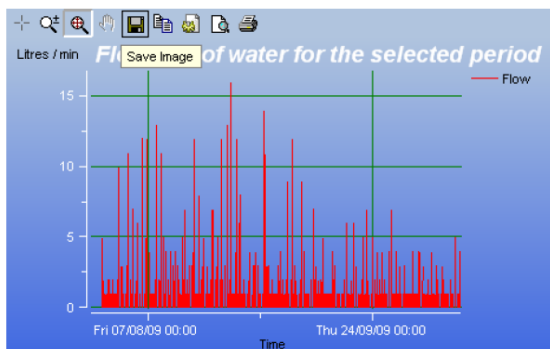 Litres / min
Fl of water for the selected period
Save Image
Flow
15
10
5
0
Fri 07/08/09 00:00
Thu 24/09/09 00:00
Time